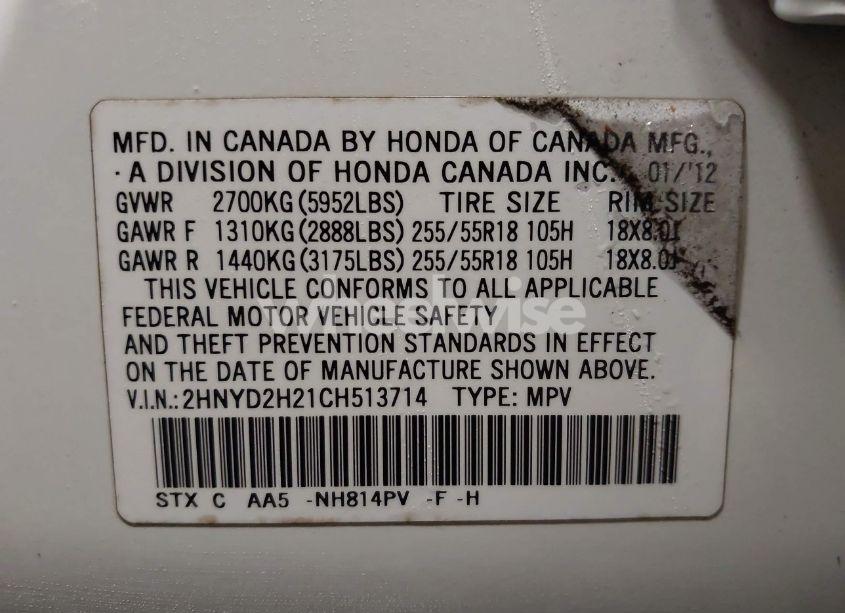 MFD. IN CANADA BY HONDA OF CANADA MFG.,
·A DIVISION OF HONDA CANADA INC. 01/'12
GVWR 2700KG(5952LBS) TIRE SIZE RIM SIZE
GAWR F 1310KG(2888LBS) 255/55R18 105H 18X8.0J
GAWR R 1440KG(3175LBS) 255/55R18 105H 18X8.0J
THIS VEHICLE CONFORMS TO ALL APPLICABLE
FEDERAL MOTOR VEHICLE SAFETY
wheelwise
AND THEFT PREVENTION STANDARDS IN EFFECT
ON THE DATE OF MANUFACTURE SHOWN ABOVE.
V.I.N.:2HNYD2H21CH513714 TYPE: MPV
STX C AA5 -NH814PV -F -H